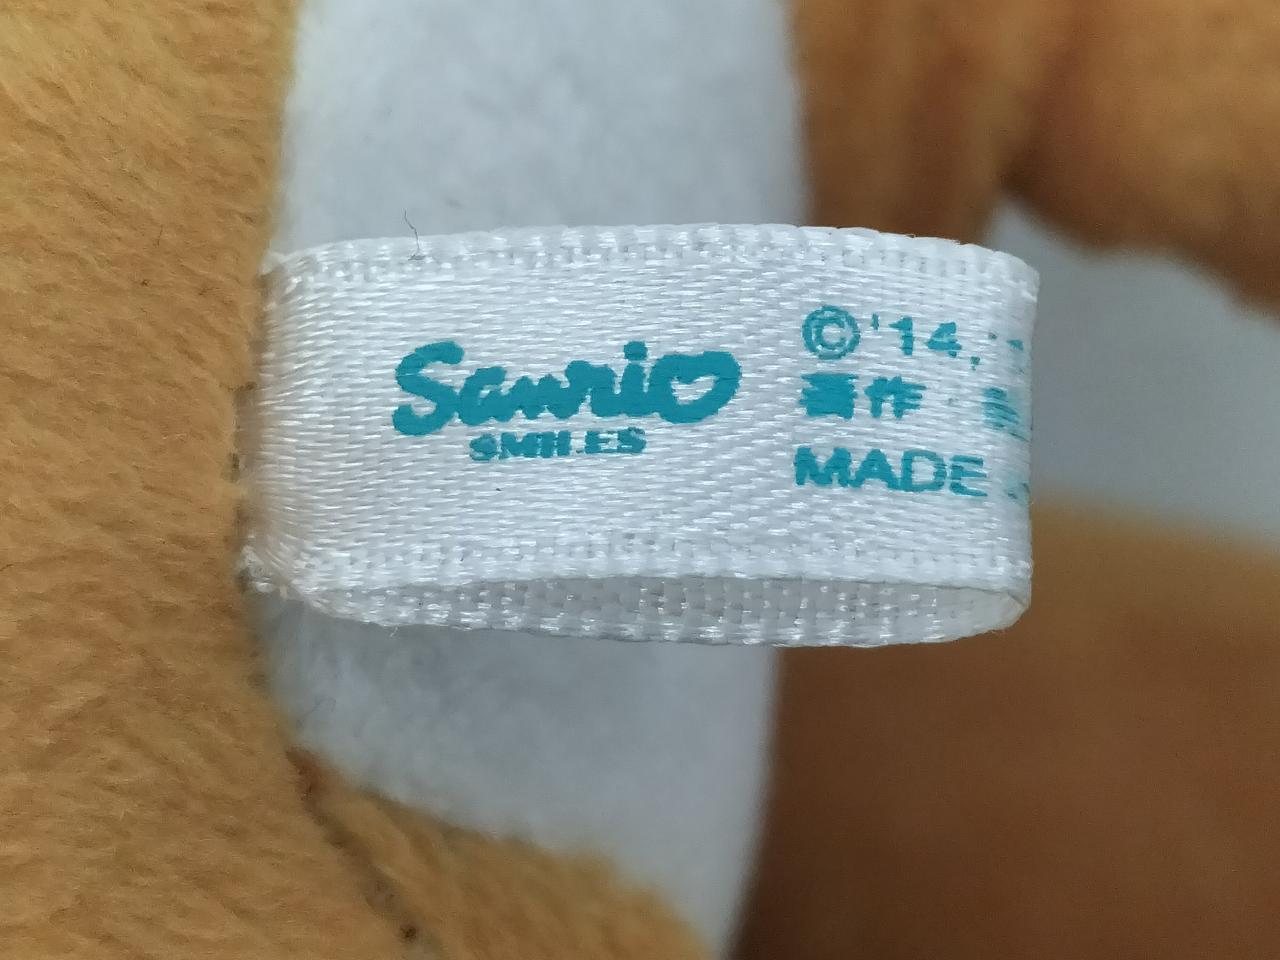 Sanrio
SMILES
© '14,
著作
MADE